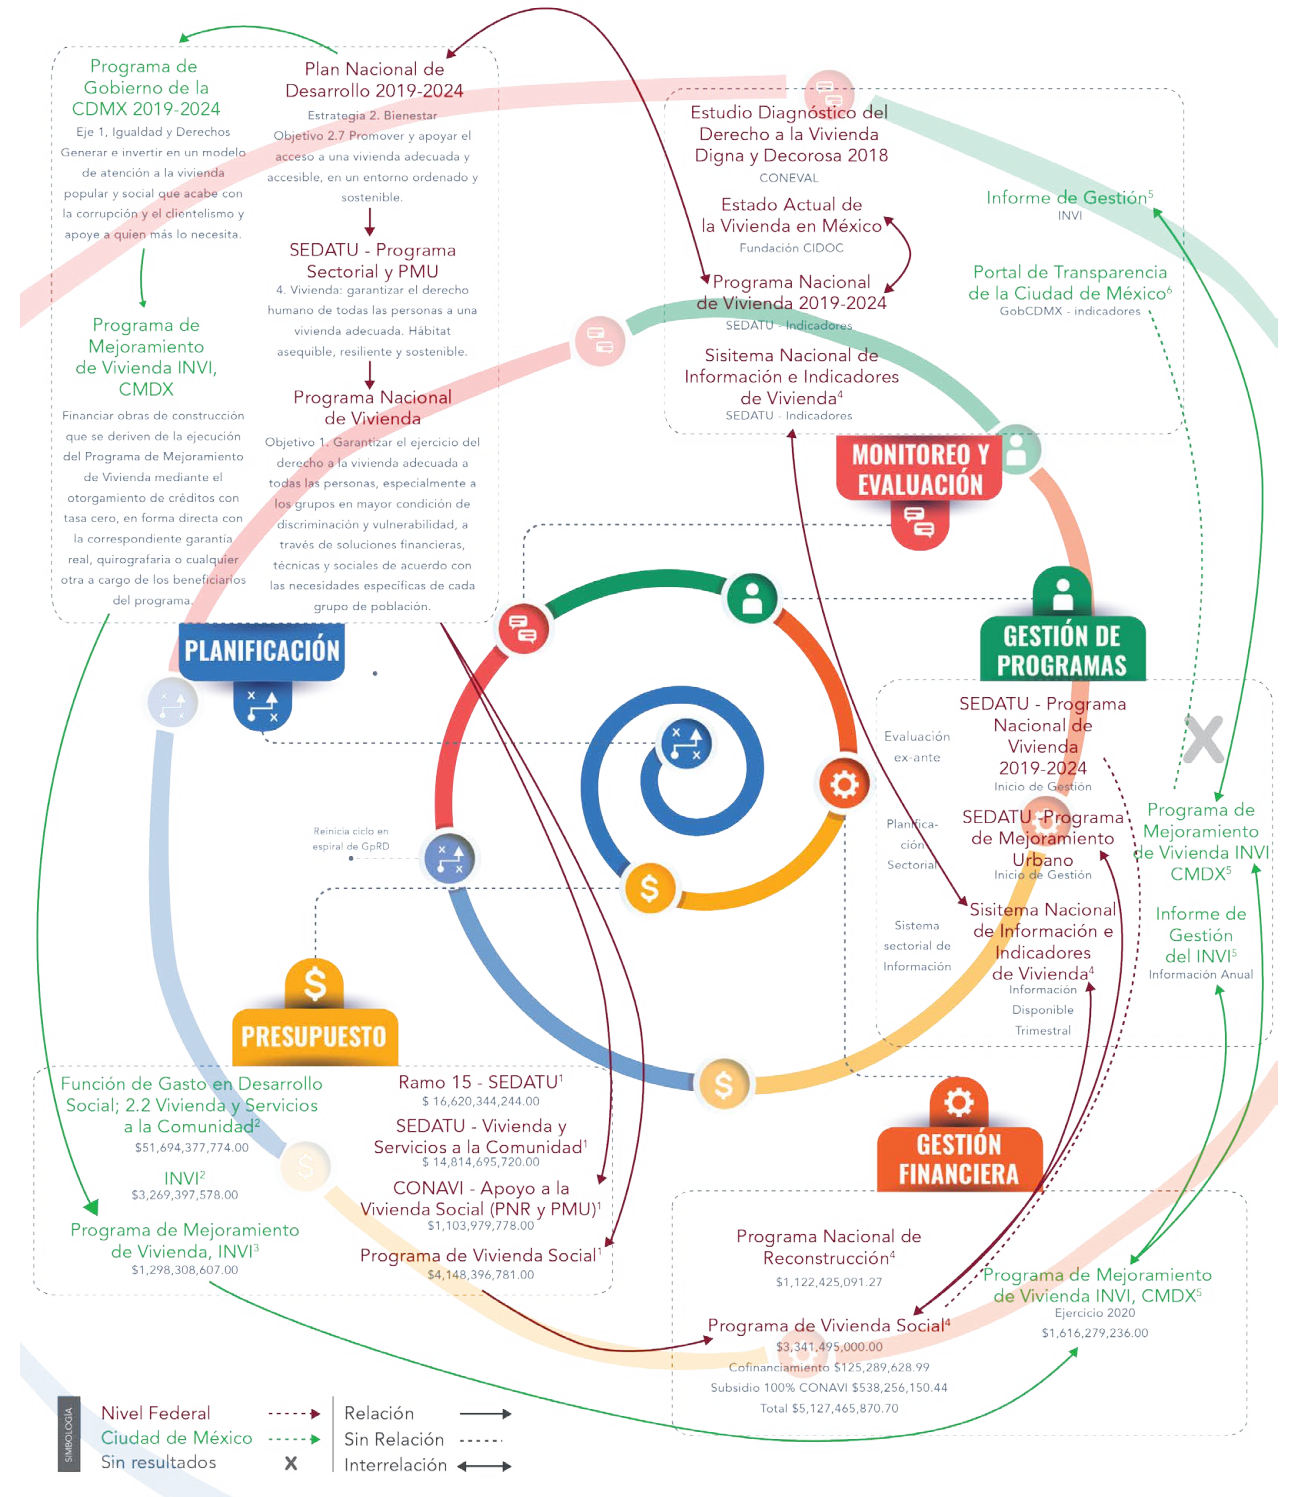 Programa de
Gobierno de la
CDMX 2019-2024
Eje 1, Igualdad y Derechos
Generar e invertir en un modelo
de atención a la vivienda
popular y social que acabe con
la corrupción y el clientelismo y
apoye a quien más lo necesita.
Programa de
Mejoramiento
de Vivienda INVI,
CMDX
Financiar obras de construcción
que se deriven de la ejecución
del Programa de Mejoramiento
de Vivienda mediante el
otorgamiento de créditos con
tasa cero, en forma directa con
la correspondiente garantía
real, quirografaria o cualquier
otra a cargo de los beneficiarios
del programa.
Plan Nacional de
Desarrollo 2019-2024
Estrategia 2. Bienestar
Objetivo 2.7 Promover y apoyar el
acceso a una vivienda adecuada y
accesible, en un entorno ordenado y
sostenible.
SEDATU - Programa
Sectorial y PMU
4. Vivienda: garantizar el derecho
humano de todas las personas a una
vivienda adecuada. Hábitat
asequible, resiliente y sostenible.
Programa Nacional
de Vivienda
Objetivo 1. Garantizar el ejercicio del
derecho a la vivienda adecuada a
todas las personas, especialmente a
los grupos en mayor condición de
discriminación y vulnerabilidad, a
través de soluciones financieras,
técnicas y sociales de acuerdo con
las necesidades específicas de cada
grupo de población.
PLANIFICACIÓN
Estudio Diagnóstico del
Derecho a la Vivienda
Digna y Decorosa 2018
CONEVAL
Estado Actual de
la Vivienda en México
Fundación CIDOC
Programa Nacional
de Vivienda 2019-2024
SEDATU - Indicadores
Sisitema Nacional de
Información e Indicadores
de Vivienda4
SEDATU - Indicadores
Informe de Gestión5
INVI
Portal de Transparencia
de la Ciudad de México6
GobCDMX - indicadores
MONITOREO Y
EVALUACIÓN
GESTIÓN DE
PROGRAMAS
Evaluación
ex-ante
SEDATU - Programa
Nacional de
Vivienda
2019-2024
Inicio de Gestión
Planifica-
ción
Sectorial
SEDATU -Programa
de Mejoramiento
Urbano
Inicio de Gestión
Sistema
sectorial de
Información
Sisitema Nacional
de Información e
Indicadores
de Vivienda4
Información
Disponible
Trimestral
X
Programa de
Mejoramiento
de Vivienda INVI
CMDX5
Informe de
Gestión
del INVI5
Información Anual
Reinicia ciclo en
espiral de GpRD
PRESUPUESTO
Función de Gasto en Desarrollo
Social; 2.2 Vivienda y Servicios
a la Comunidad2
$51,694,377,774.00
INVI2
$3,269,397,578.00
Programa de Mejoramiento
de Vivienda, INVI3
$1,298,308,607.00
Ramo 15 - SEDATU1
$ 16,620,344,244.00
SEDATU - Vivienda y
Servicios a la Comunidad1
$ 14,814,695,720.00
CONAVI - Apoyo a la
Vivienda Social (PNR y PMU)1
$1,103,979,778.00
Programa de Vivienda Social1
$4,148,396,781.00
GESTIÓN
FINANCIERA
Programa Nacional de
Reconstrucción4
$1,122,425,091.27
Programa de Vivienda Social4
$3,341,495,000.00
Cofinanciamiento $125,289,628.99
Subsidio 100% CONAVI $538,256,150.44
Total $5,127,465,870.70
Programa de Mejoramiento
de Vivienda INVI, CMDX5
Ejercicio 2020
$1,616,279,236.00
SIMBOLOGÍA
Nivel Federal
Ciudad de México
Sin resultados X
Relación
Sin Relación
Interrelación